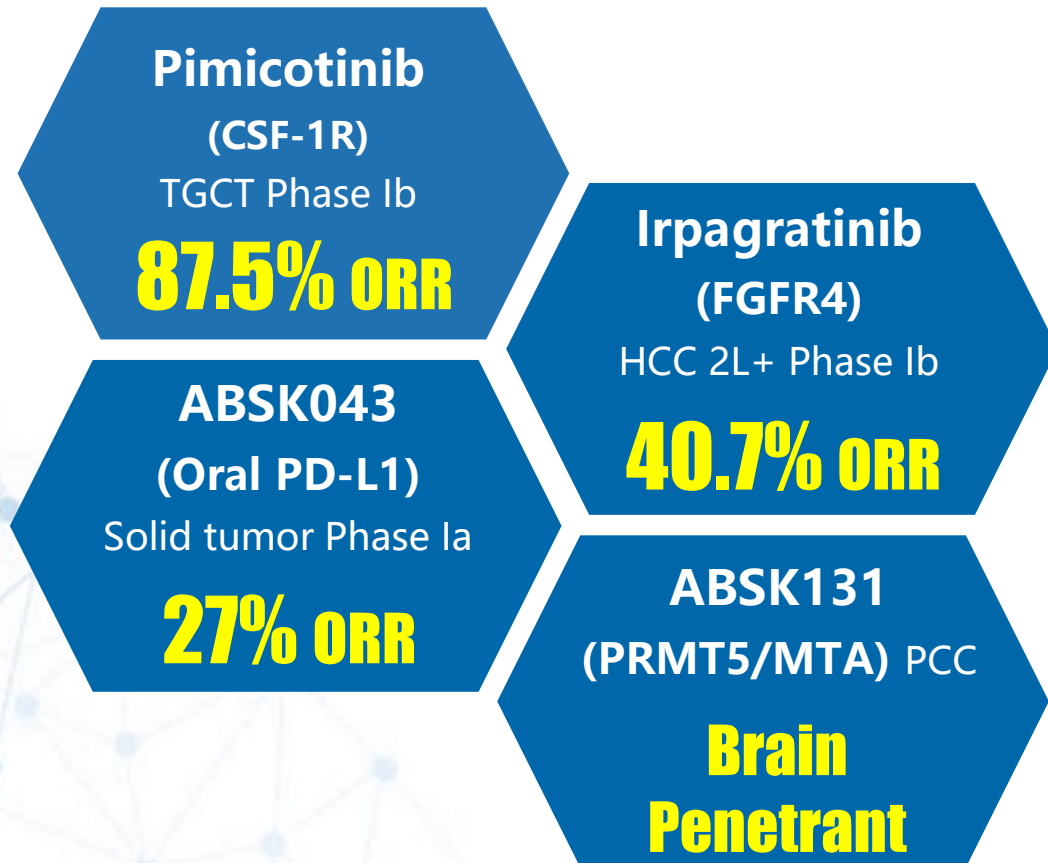 Pimicotinib
(CSF-1R)
TGCT Phase Ib
87.5% ORR
Irpagratinib
(FGFR4)
HCC 2L+ Phase Ib
40.7% ORR
ABSK043
(Oral PD-L1)
Solid tumor Phase Ia
27% ORR
ABSK131
(PRMT5/MTA) PCC
Brain
Penetrant